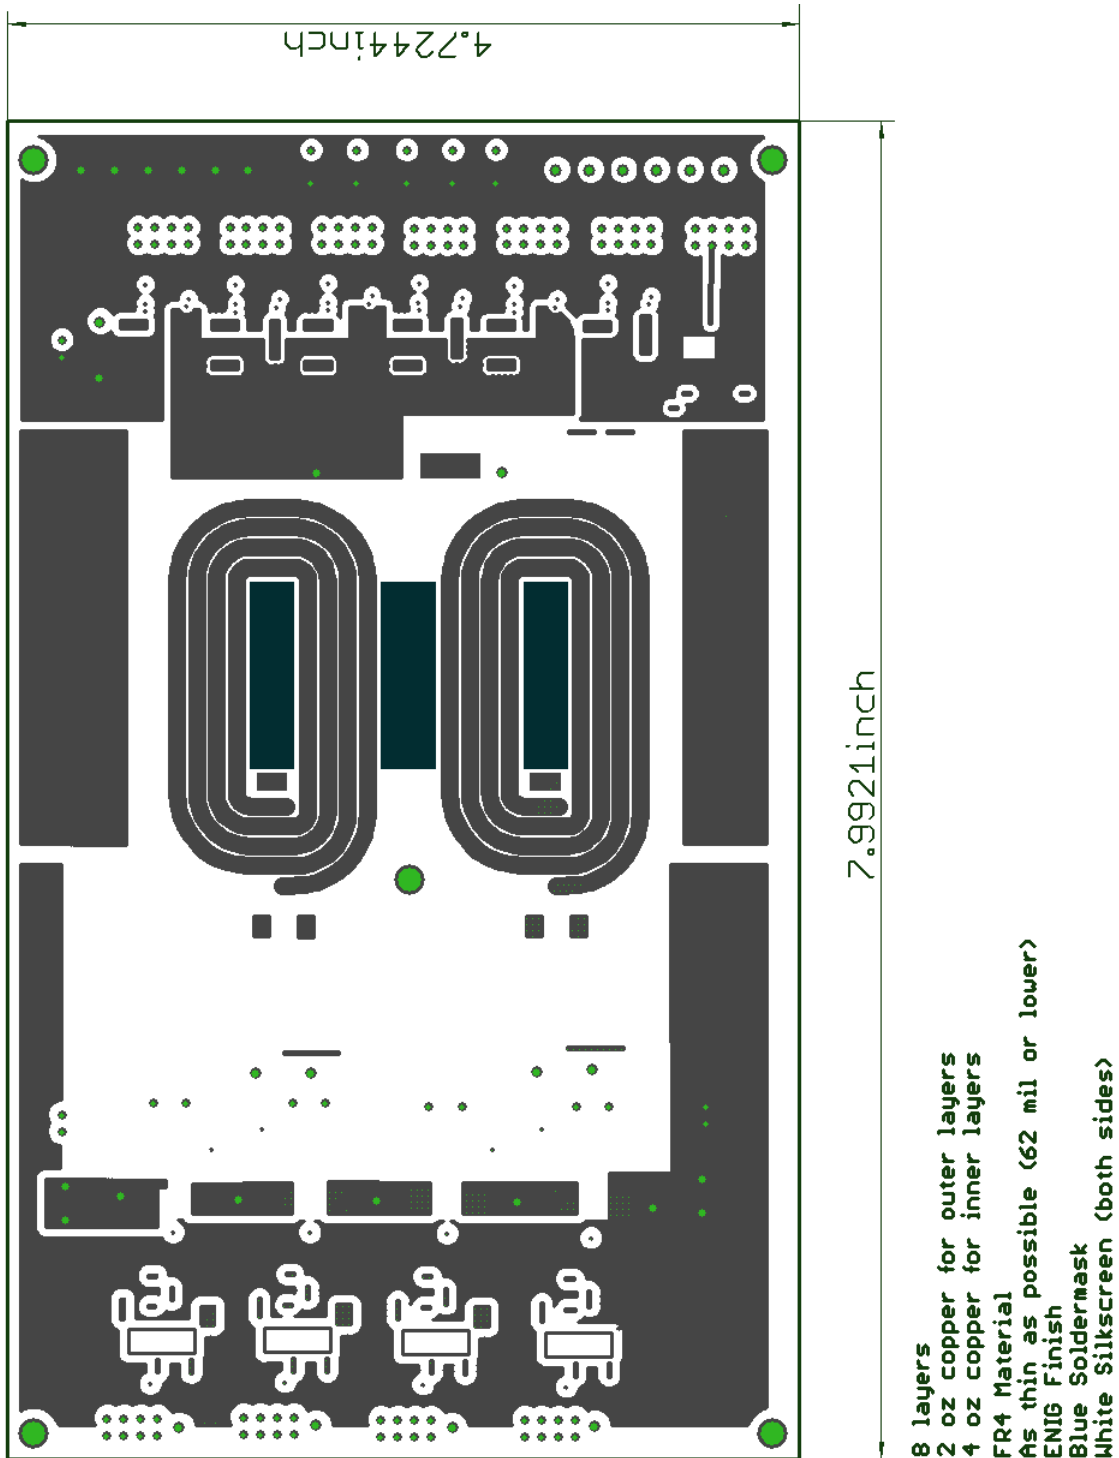 4.7244inch
7.9921inch
8 layers
2 oz copper for outer layers
4 oz copper for inner layers
FR4 Material
As thin as possible (62 mil or lower)
ENIG Finish
Blue Soldermask
White Silkscreen (both sides)